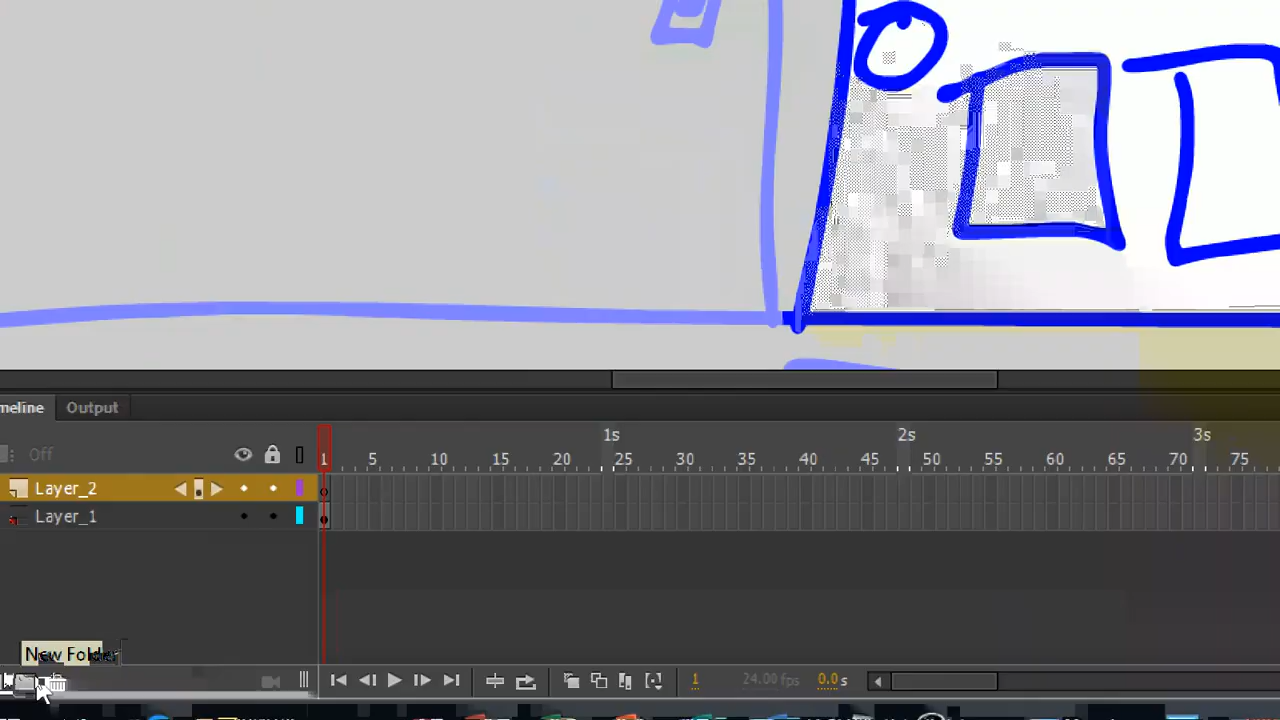 meline Output
Off 1s 2s 3s
1 5 10 15 20 25 30 35 40 45 50 55 60 65 70 75
Layer_2
Layer_1
New Folder
1 24.00 fps 0.0 s